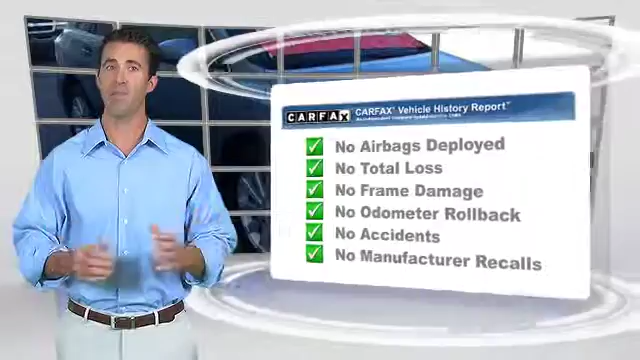 CARFAX CARFAX Vehicle History Report™
No Airbags Deployed
No Total Loss
No Frame Damage
No Odometer Rollback
No Accidents
No Manufacturer Recalls